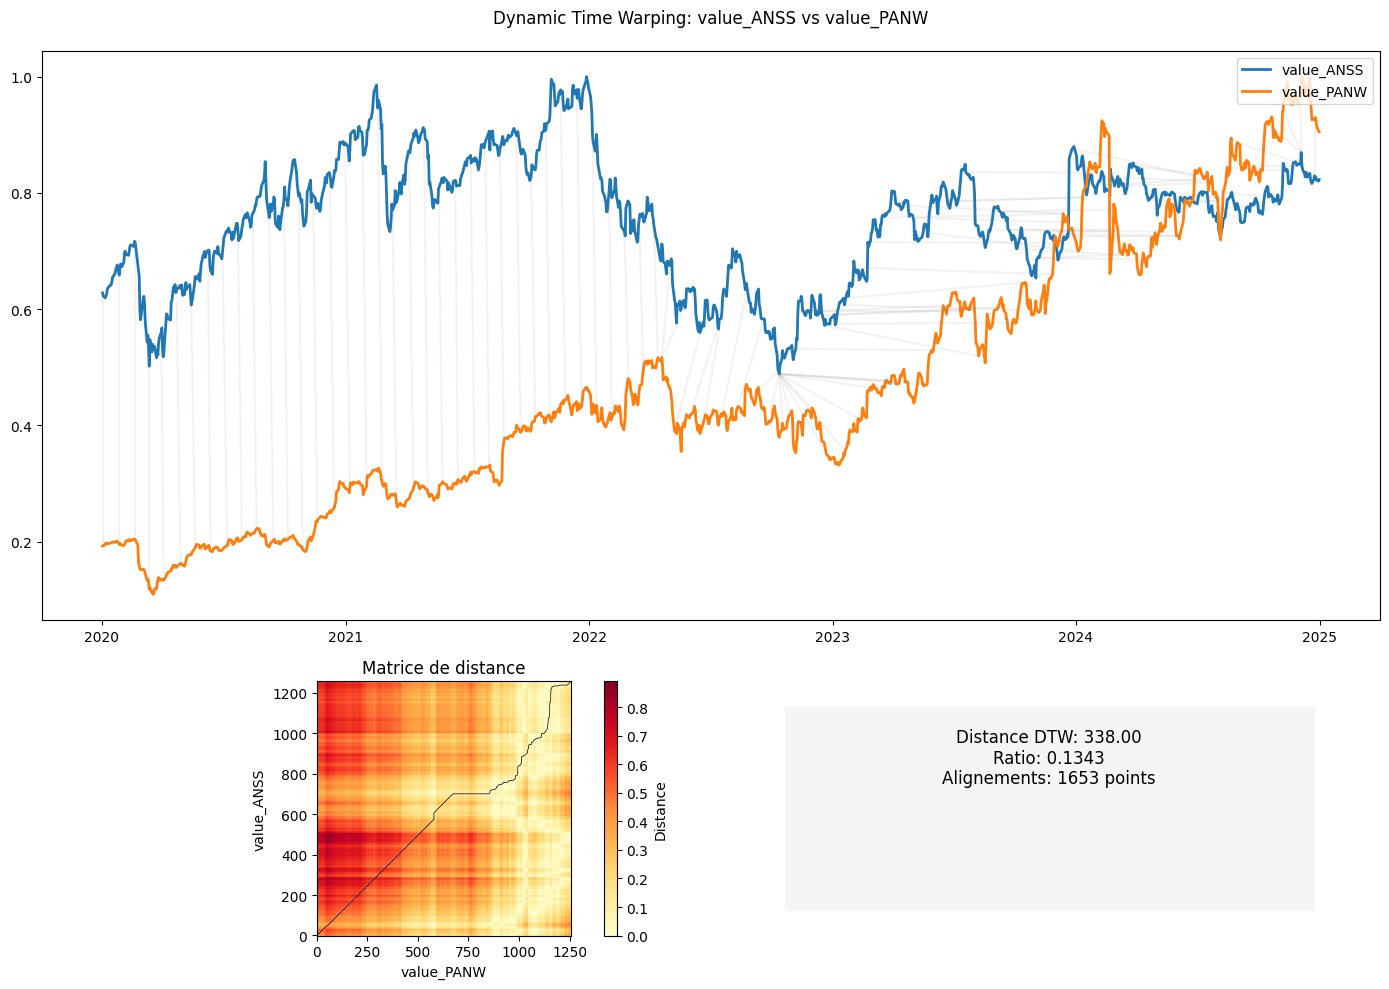 Dynamic Time Warping: value_ANSS vs value_PANW
value_ANSS
value_PANW
1.0
0.8
0.6
0.4
0.2
2020 2021 2022 2023 2024 2025
Matrice de distance
value_ANSS
1200
1000
800
600
400
200
0
0 250 500 750 1000 1250
value_PANW
0.8
0.7
0.6
0.5
0.4
0.3
0.2
0.1
0.0
Distance
Distance DTW: 338.00
Ratio: 0.1343
Alignements: 1653 points